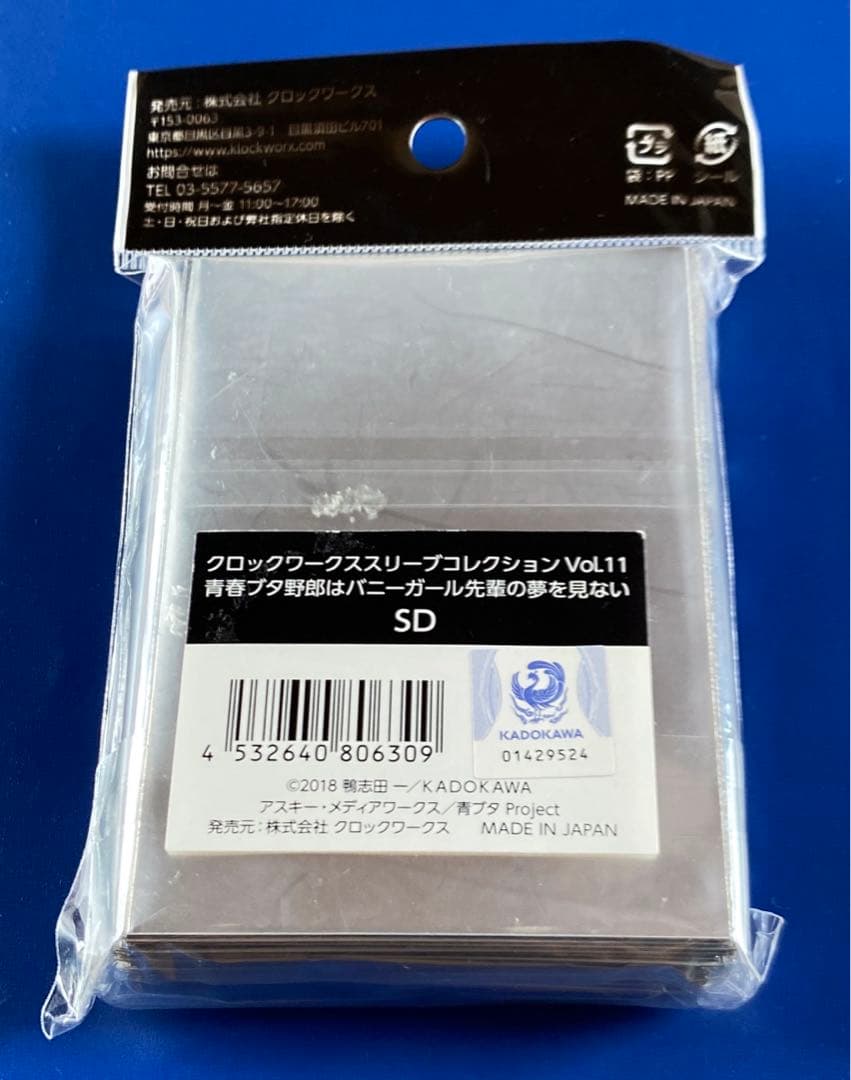 発売元：株式会社 クロックワークス
〒153-0063
東京都目黒区目黒3-9-1 目黒須田ビル701
https://www.klockworx.com
お問合せは
TEL 03-5577-5657
受付時間 月～金 11:00～17:00
土・日・祝日および弊社指定休日を除く
プラ 紙
袋：PP シール
MADE IN JAPAN
クロックワークススリーブコレクション Vol.11
青春ブタ野郎はバニーガール先輩の夢を見ない
SD
KADOKAWA
01429524
4 532640 806309
©2018 鴨志田 一／KADOKAWA
アスキー・メディアワークス／青ブタ Project
発売元：株式会社 クロックワークス MADE IN JAPAN